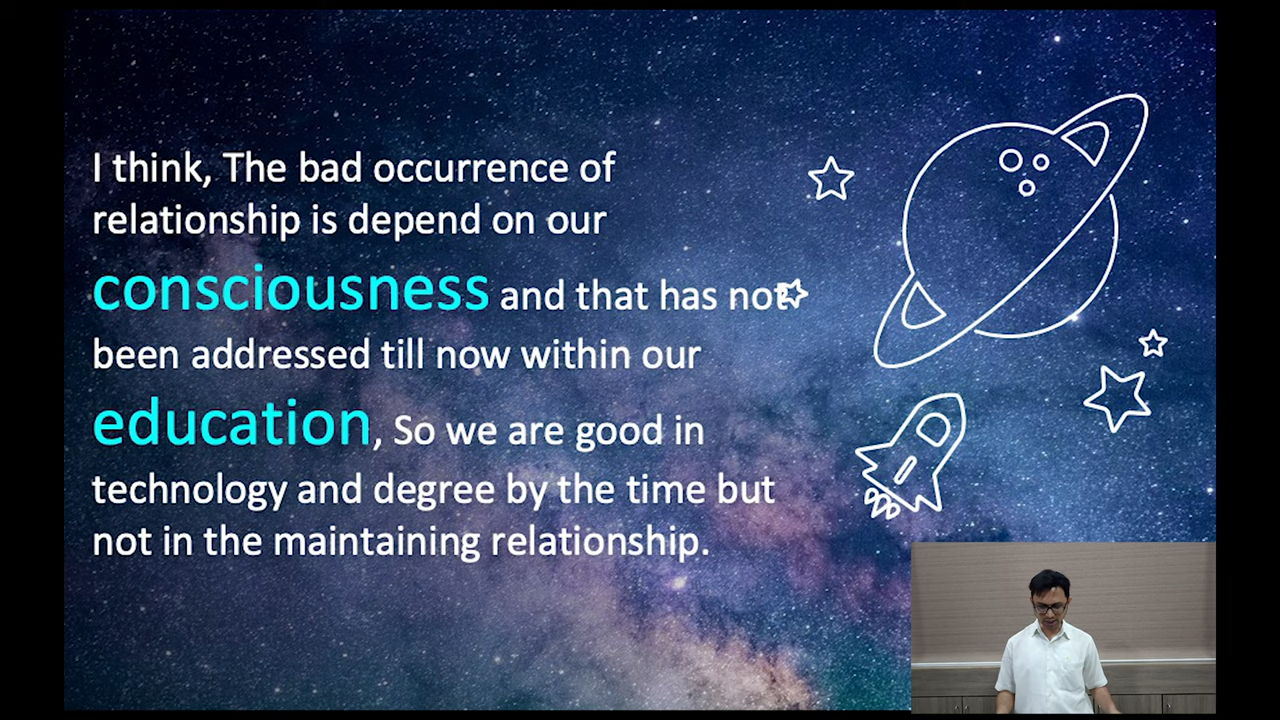 I think, The bad occurrence of
relationship is depend on our
consciousness and that has not
been addressed till now within our
education, So we are good in
technology and degree by the time but
not in the maintaining relationship.